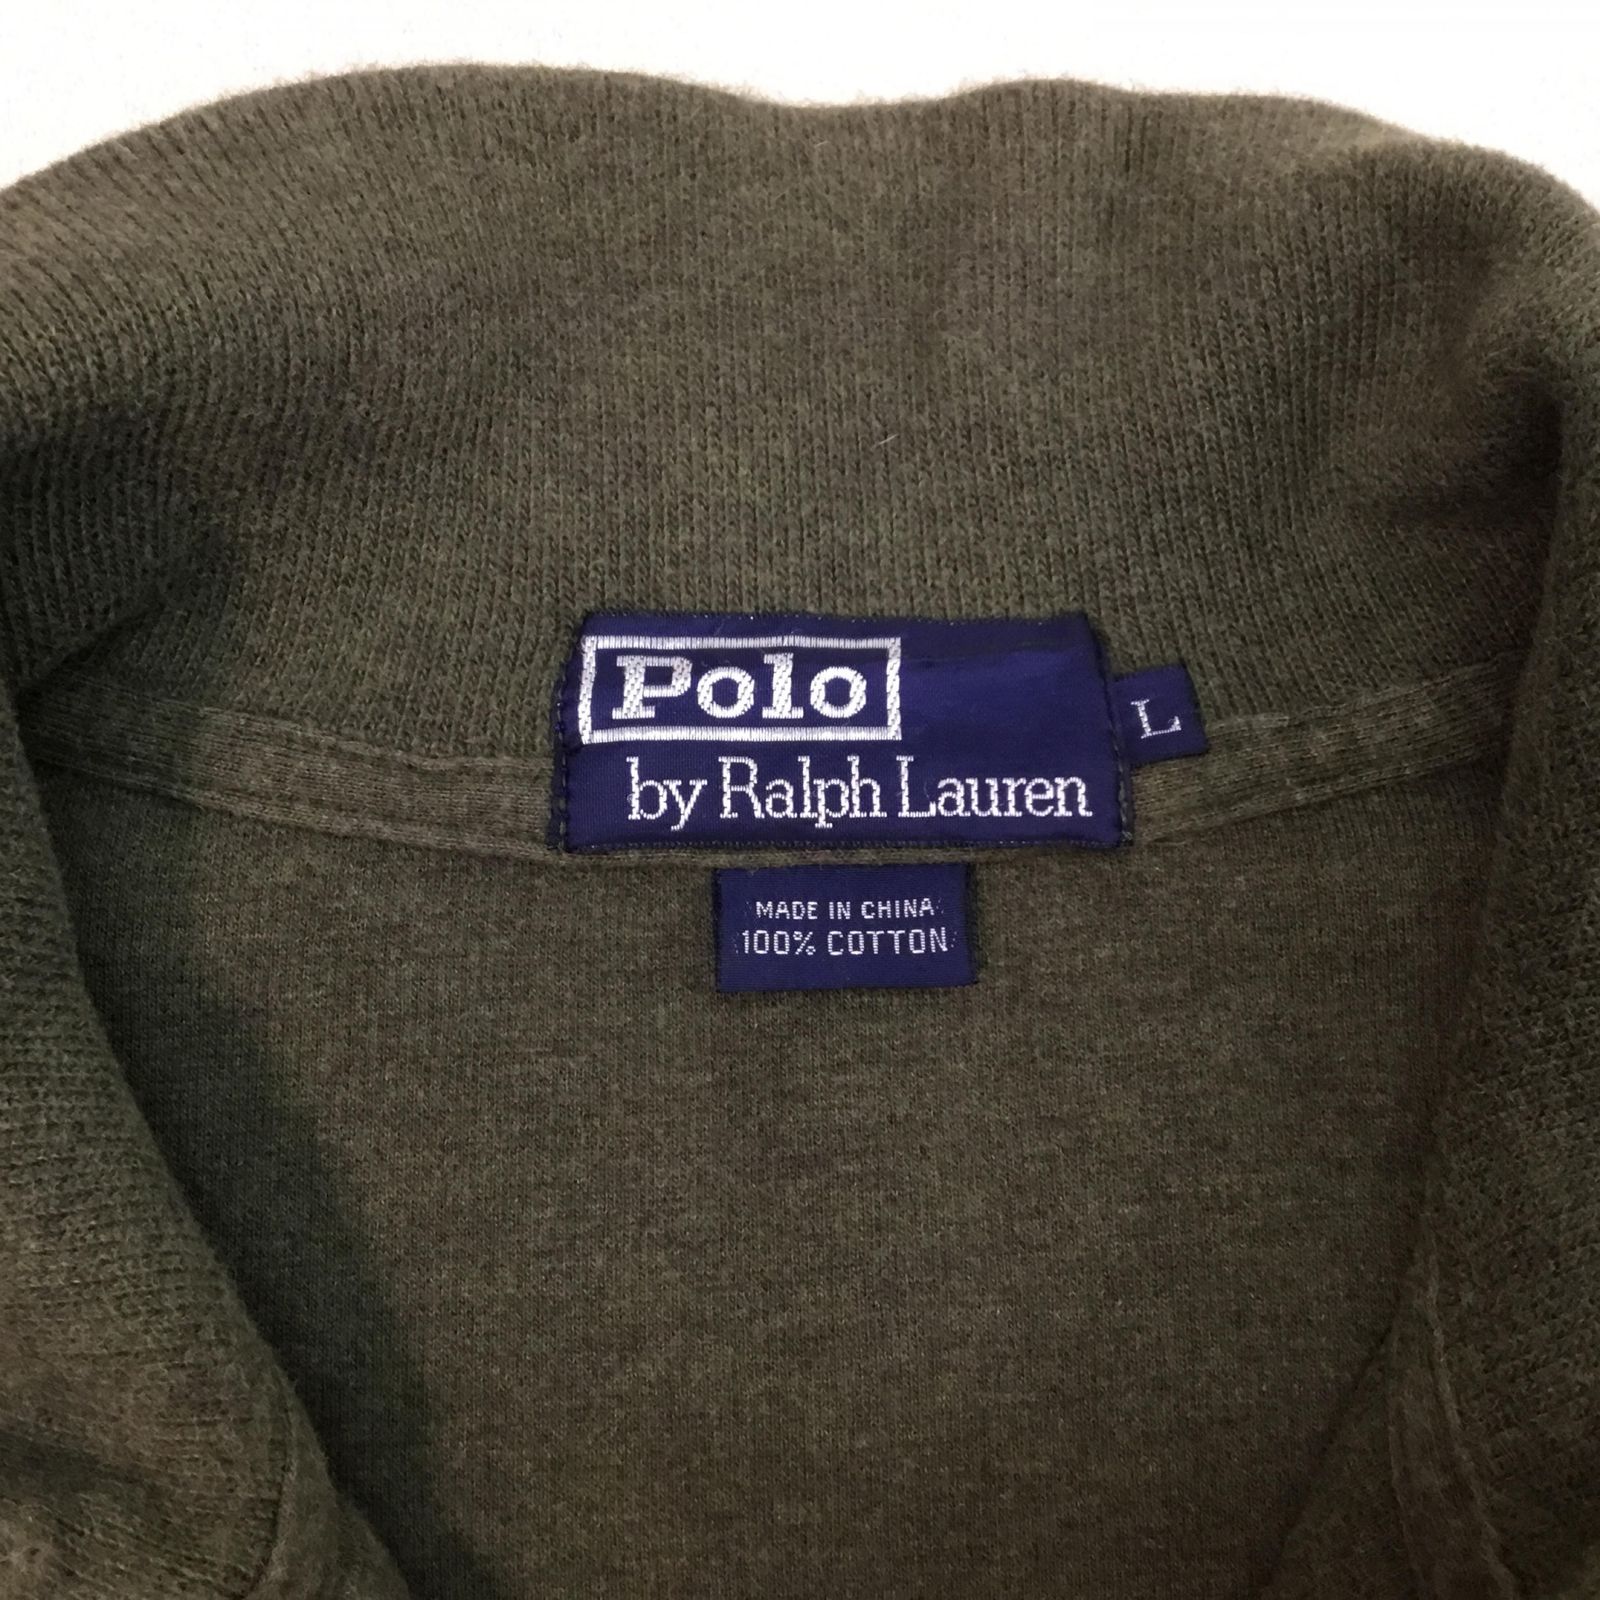 Polo
by Ralph Lauren
L
MADE IN CHINA
100% COTTON